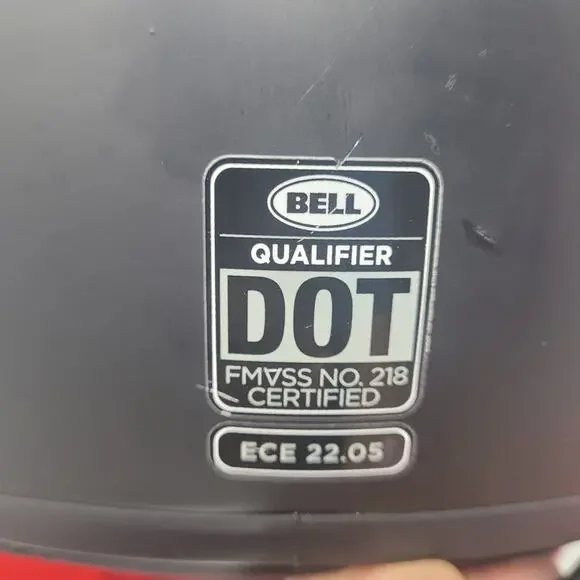 BELL
QUALIFIER
DOT
FMVSS NO. 218
CERTIFIED
ECE 22.05